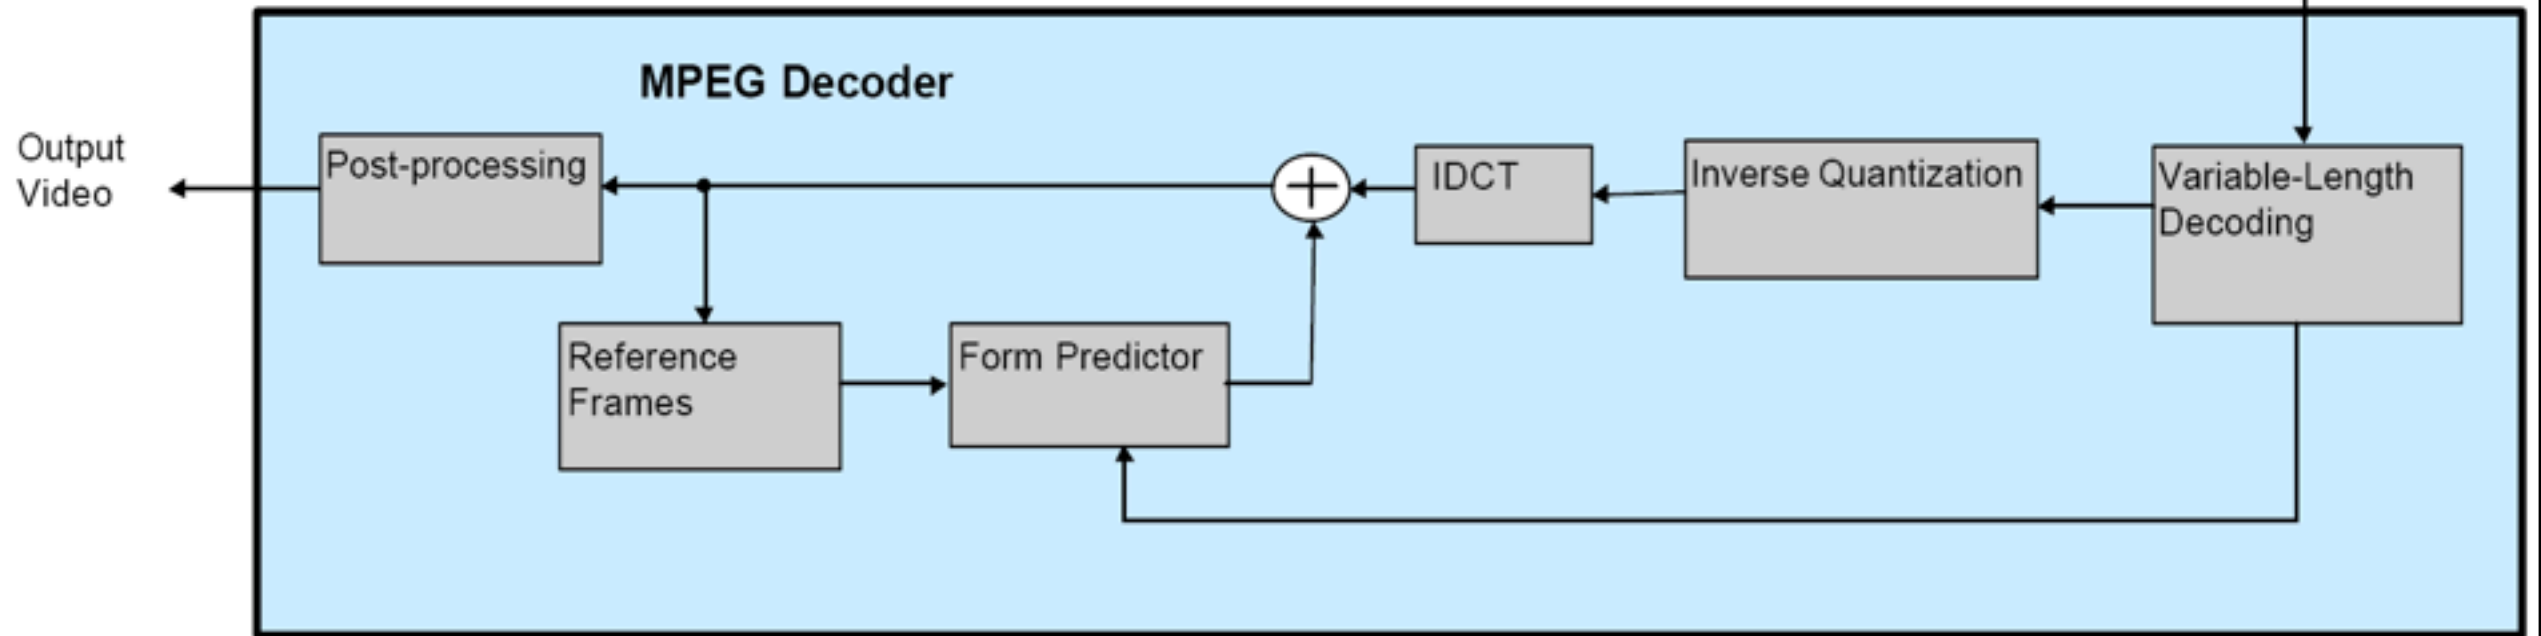 MPEG Decoder
Output
Video
Post-processing
IDCT
Inverse Quantization
Variable-Length
Decoding
Reference
Frames
Form Predictor